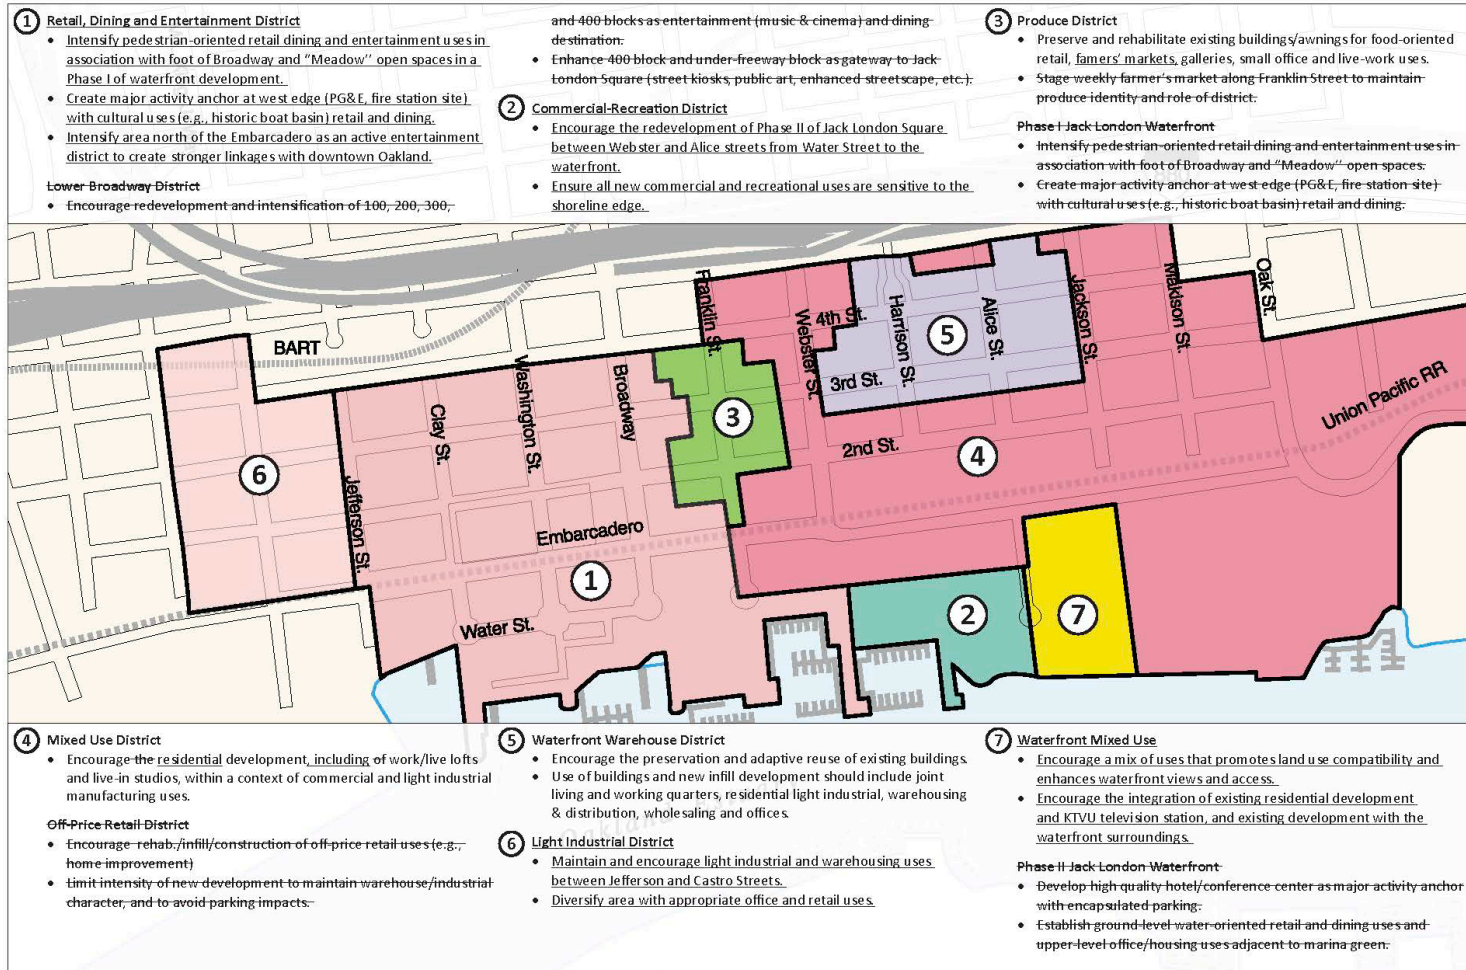 1 Retail, Dining and Entertainment District
• Intensify pedestrian-oriented retail dining and entertainment uses in
association with foot of Broadway and “Meadow’’ open spaces in a
Phase I of waterfront development.
• Create major activity anchor at west edge (PG&E, fire station site)
with cultural uses (e.g., historic boat basin) retail and dining.
• Intensify area north of the Embarcadero as an active entertainment
district to create stronger linkages with downtown Oakland.
Lower Broadway District
• Encourage redevelopment and intensification of 100, 200, 300,
and 400 blocks as entertainment (music & cinema) and dining
destination.
• Enhance 400 block and under-freeway block as gateway to Jack
London Square (street kiosks, public art, enhanced streetscape, etc.).
2 Commercial-Recreation District
• Encourage the redevelopment of Phase II of Jack London Square
between Webster and Alice streets from Water Street to the
waterfront.
• Ensure all new commercial and recreational uses are sensitive to the
shoreline edge.
3 Produce District
• Preserve and rehabilitate existing buildings/awnings for food-oriented
retail, famers’ markets, galleries, small office and live-work uses.
• Stage weekly farmer’s market along Franklin Street to maintain
produce identity and role of district.
Phase I Jack London Waterfront
• Intensify pedestrian-oriented retail dining and entertainment uses in
association with foot of Broadway and “Meadow’’ open spaces.
• Create major activity anchor at west edge (PG&E, fire station site)
with cultural uses (e.g., historic boat basin) retail and dining.
BART
Franklin St.
Webster St.
4th St.
Harrison St.
Alice St.
Jackson St.
Makison St.
Oak St.
5
3rd St.
Washington St.
Broadway
Clay St.
3
2nd St.
4
Union Pacific RR
6
Jefferson St.
Embarcadero
1
Water St.
2
7
4 Mixed Use District
• Encourage the residential development, including of work/live lofts
and live-in studios, within a context of commercial and light industrial
manufacturing uses.
Off-Price Retail District
• Encourage rehab./infill/construction of off-price retail uses (e.g.,
home improvement)
• Limit intensity of new development to maintain warehouse/industrial
character, and to avoid parking impacts.
5 Waterfront Warehouse District
• Encourage the preservation and adaptive reuse of existing buildings.
• Use of buildings and new infill development should include joint
living and working quarters, residential light industrial, warehousing
& distribution, wholesaling and offices.
6 Light Industrial District
• Maintain and encourage light industrial and warehousing uses
between Jefferson and Castro Streets.
• Diversify area with appropriate office and retail uses.
7 Waterfront Mixed Use
• Encourage a mix of uses that promotes land use compatibility and
enhances waterfront views and access.
• Encourage the integration of existing residential development
and KTVU television station, and existing development with the
waterfront surroundings.
Phase II Jack London Waterfront
• Develop high quality hotel/conference center as major activity anchor
with encapsulated parking.
• Establish ground-level water-oriented retail and dining uses and
upper-level office/housing uses adjacent to marina green.